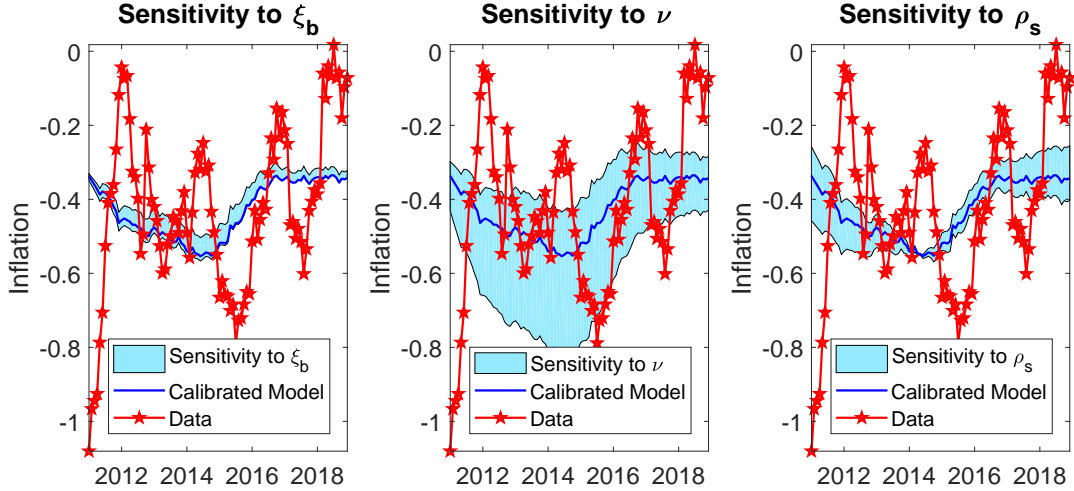 Sensitivity to ξb
0
-0.2
-0.4
-0.6
-0.8
-1
Inflation
Sensitivity to ξb
Calibrated Model
Data
2012 2014 2016 2018
Sensitivity to ν
0
-0.2
-0.4
-0.6
-0.8
-1
Inflation
Sensitivity to ν
Calibrated Model
Data
2012 2014 2016 2018
Sensitivity to ρs
0
-0.2
-0.4
-0.6
-0.8
-1
Inflation
Sensitivity to ρs
Calibrated Model
Data
2012 2014 2016 2018